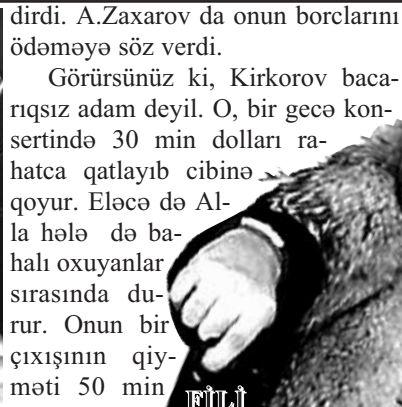 dirdi. A.Zaxarov da onun borclarını
ödəməyə söz verdi.
Görürsünüz ki, Kirkorov baca-
rıqsız adam deyil. O, bir gecə kon-
sertində 30 min dolları ra-
hatca qatlayıb cibinə
qoyur. Eləcə də Al-
la hələ də ba-
halı oxuyanlar
sırasında du-
rur. Onun bir
çıxışının qiy-
məti 50 min
FİLİ